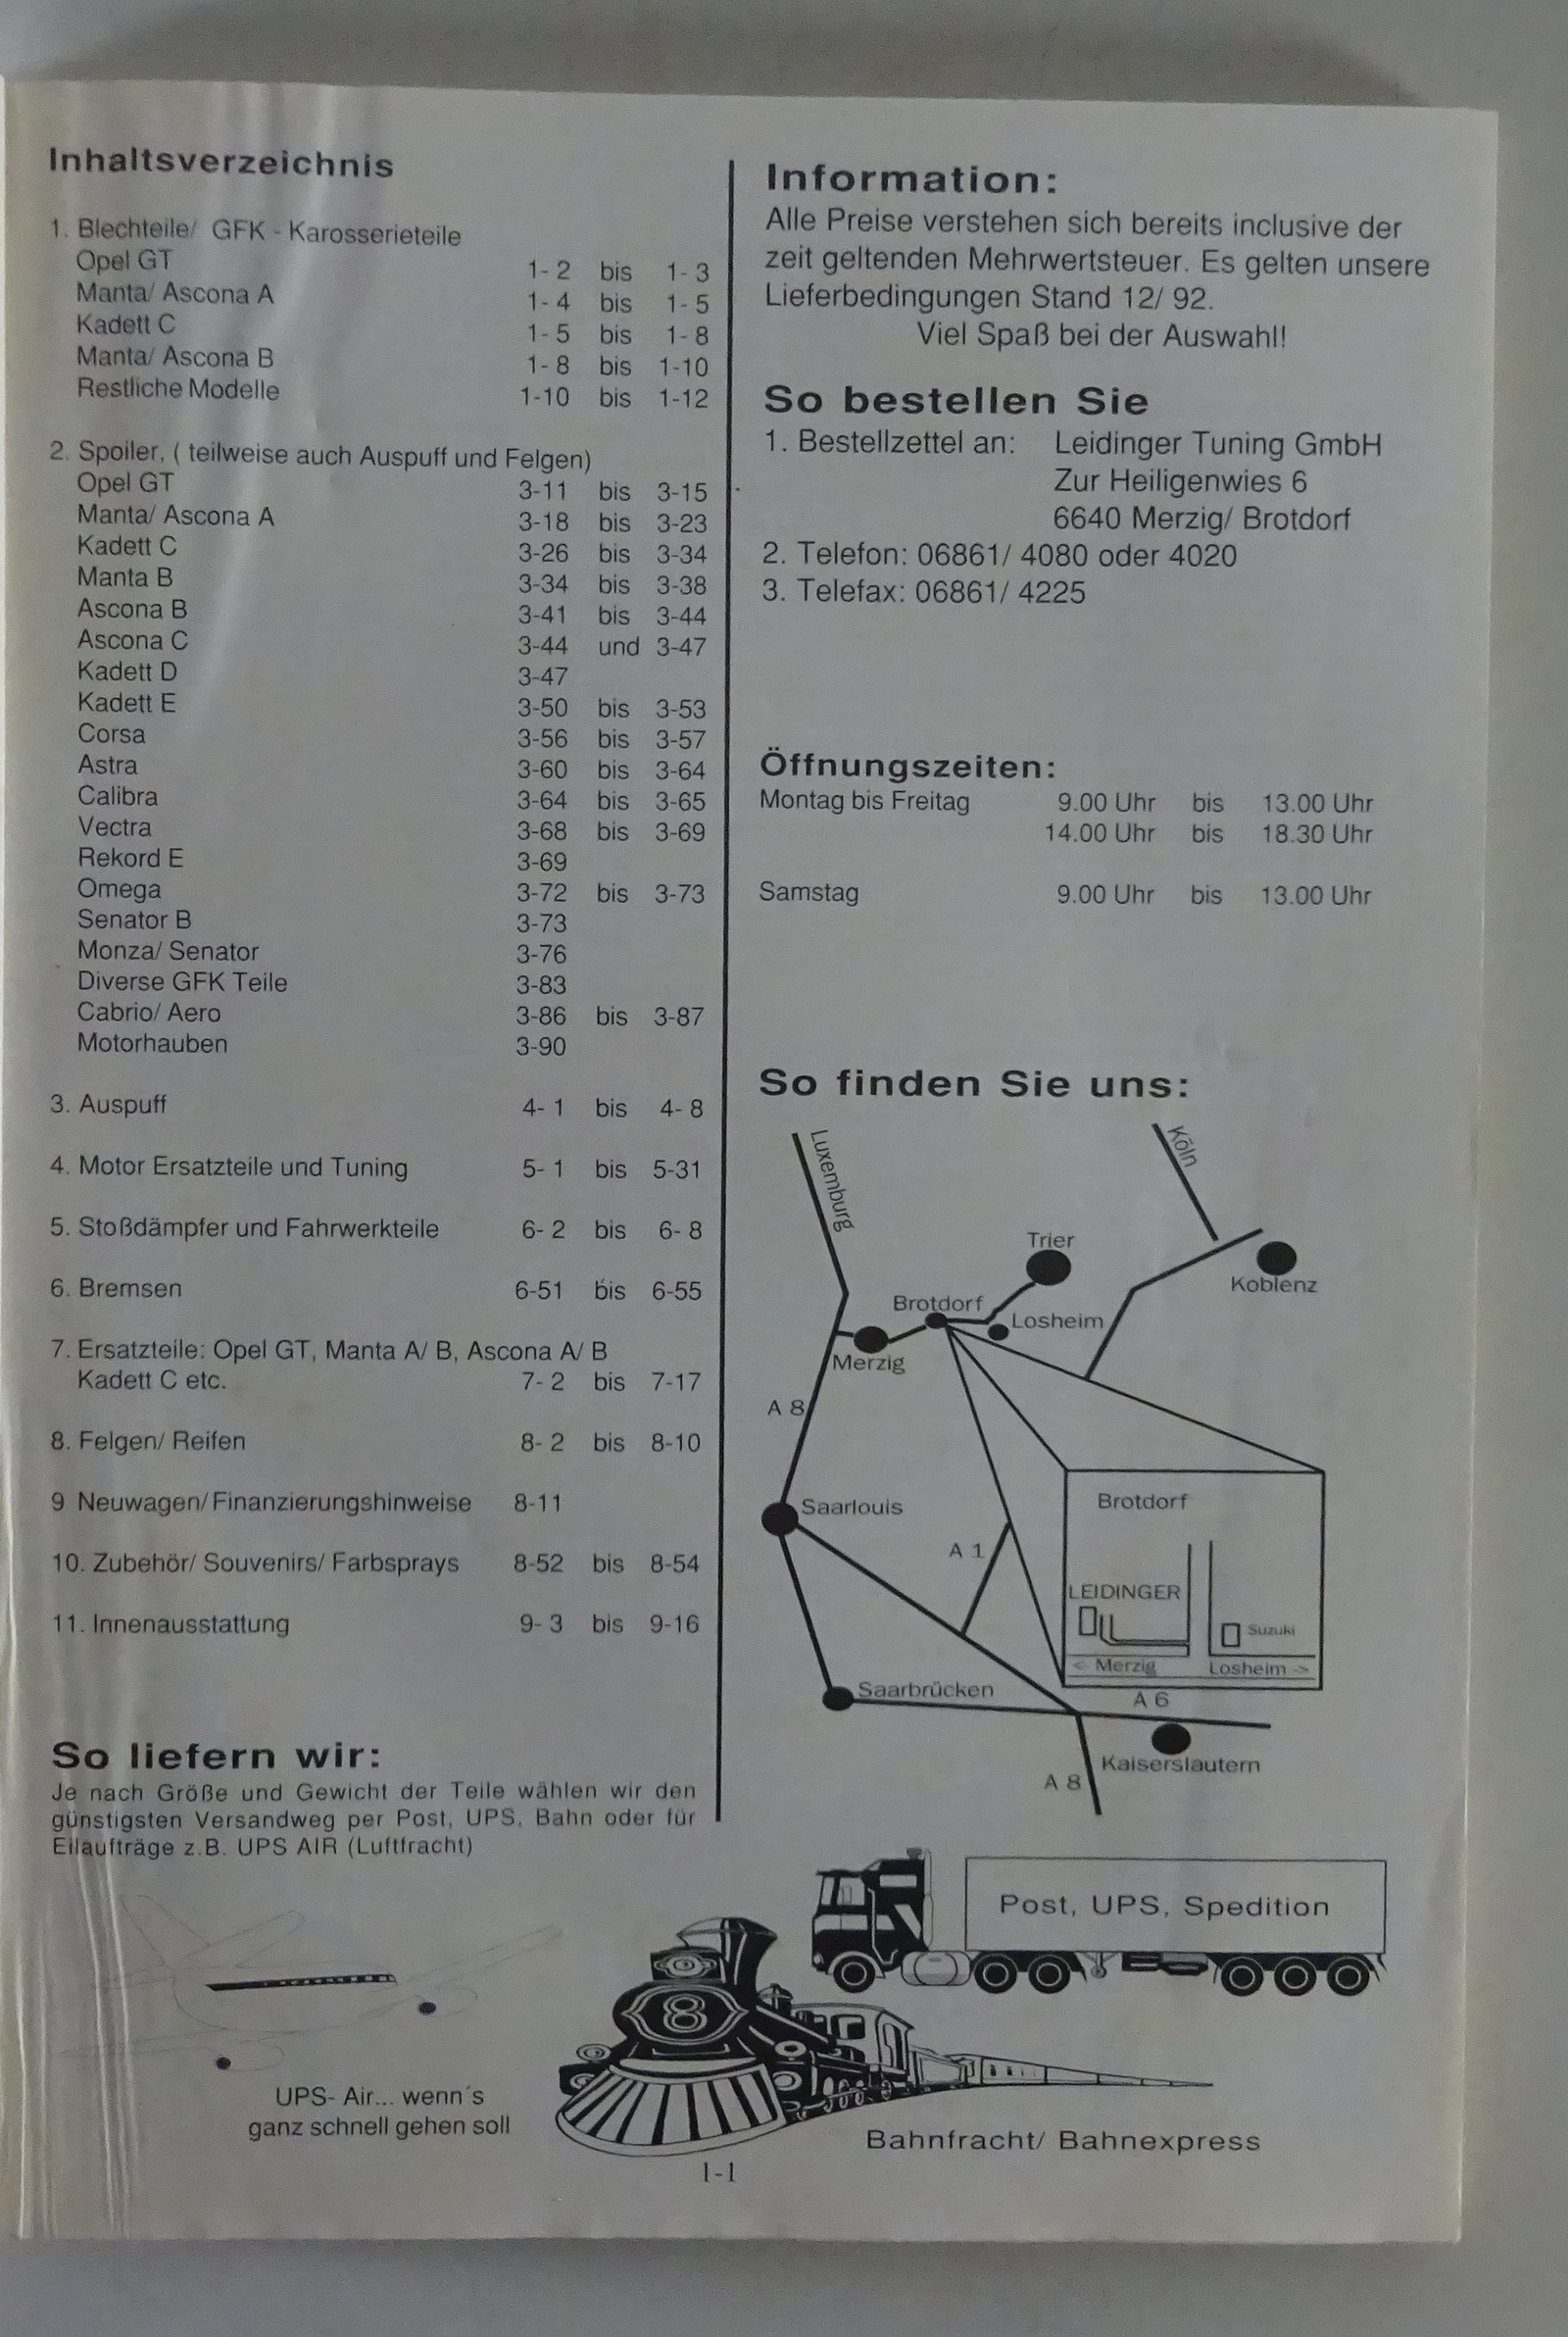 Inhaltsverzeichnis
1. Blechteile/ GFK - Karosserieteile
Opel GT 1- 2 bis 1- 3
Manta/ Ascona A 1- 4 bis 1- 5
Kadett C 1- 5 bis 1- 8
Manta/ Ascona B 1- 8 bis 1-10
Restliche Modelle 1-10 bis 1-12
2. Spoiler, ( teilweise auch Auspuff und Felgen)
Opel GT 3-11 bis 3-15
Manta/ Ascona A 3-18 bis 3-23
Kadett C 3-26 bis 3-34
Manta B 3-34 bis 3-38
Ascona B 3-41 bis 3-44
Ascona C 3-44 und 3-47
Kadett D 3-47
Kadett E 3-50 bis 3-53
Corsa 3-56 bis 3-57
Astra 3-60 bis 3-64
Calibra 3-64 bis 3-65
Vectra 3-68 bis 3-69
Rekord E 3-69
Omega 3-72 bis 3-73
Senator B 3-73
Monza/ Senator 3-76
Diverse GFK Teile 3-83
Cabrio/ Aero 3-86 bis 3-87
Motorhauben 3-90
3. Auspuff 4- 1 bis 4- 8
4. Motor Ersatzteile und Tuning 5- 1 bis 5-31
5. Stoßdämpfer und Fahrwerkteile 6- 2 bis 6- 8
6. Bremsen 6-51 bis 6-55
7. Ersatzteile: Opel GT, Manta A/ B, Ascona A/ B
Kadett C etc. 7- 2 bis 7-17
8. Felgen/ Reifen 8- 2 bis 8-10
9 Neuwagen/ Finanzierungshinweise 8-11
10. Zubehör/ Souvenirs/ Farbsprays 8-52 bis 8-54
11. Innenausstattung 9- 3 bis 9-16
So liefern wir:
Je nach Größe und Gewicht der Teile wählen wir den
günstigsten Versandweg per Post, UPS, Bahn oder für
Eilaufträge z.B. UPS AIR (Luftfracht)
Information:
Alle Preise verstehen sich bereits inclusive der
zeit geltenden Mehrwertsteuer. Es gelten unsere
Lieferbedingungen Stand 12/ 92.
Viel Spaß bei der Auswahl!
So bestellen Sie
1. Bestellzettel an: Leidinger Tuning GmbH
Zur Heiligenwies 6
6640 Merzig/ Brotdorf
2. Telefon: 06861/ 4080 oder 4020
3. Telefax: 06861/ 4225
Öffnungszeiten:
Montag bis Freitag 9.00 Uhr bis 13.00 Uhr
14.00 Uhr bis 18.30 Uhr
Samstag 9.00 Uhr bis 13.00 Uhr
So finden Sie uns:
Luxemburg
Köln
Trier
Koblenz
Brotdorf
Losheim
Merzig
A 8
Saarlouis
Brotdorf
A 1
LEIDINGER
Suzuki
< Merzig
Losheim ->
Saarbrücken
A 6
Kaiserslautern
A 8
Post, UPS, Spedition
8
UPS- Air... wenn´s
ganz schnell gehen soll
Bahnfracht/ Bahnexpress
1-1